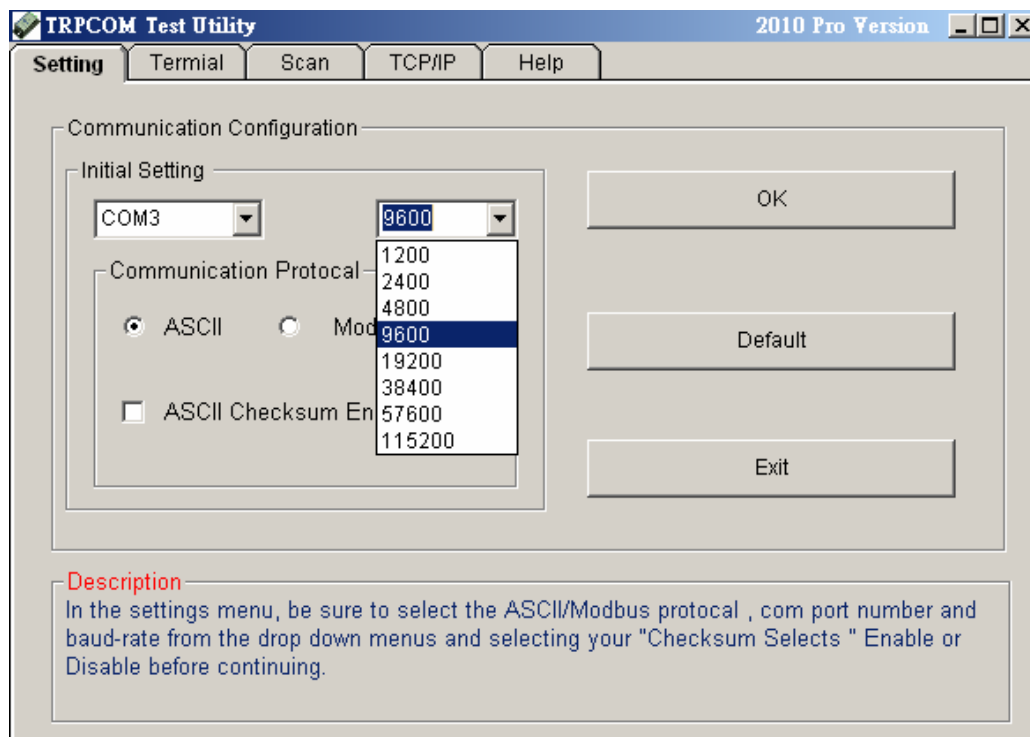 TRPCOM Test Utility 2010 Pro Version
Setting Termial Scan TCP/IP Help
Communication Configuration
Initial Setting
COM3 9600
OK
1200
Communication Protocal
2400
4800
ASCII Mod
9600
Default
19200
38400
ASCII Checksum En
57600
115200
Exit
Description
In the settings menu, be sure to select the ASCII/Modbus protocal , com port number and
baud-rate from the drop down menus and selecting your "Checksum Selects " Enable or
Disable before continuing.